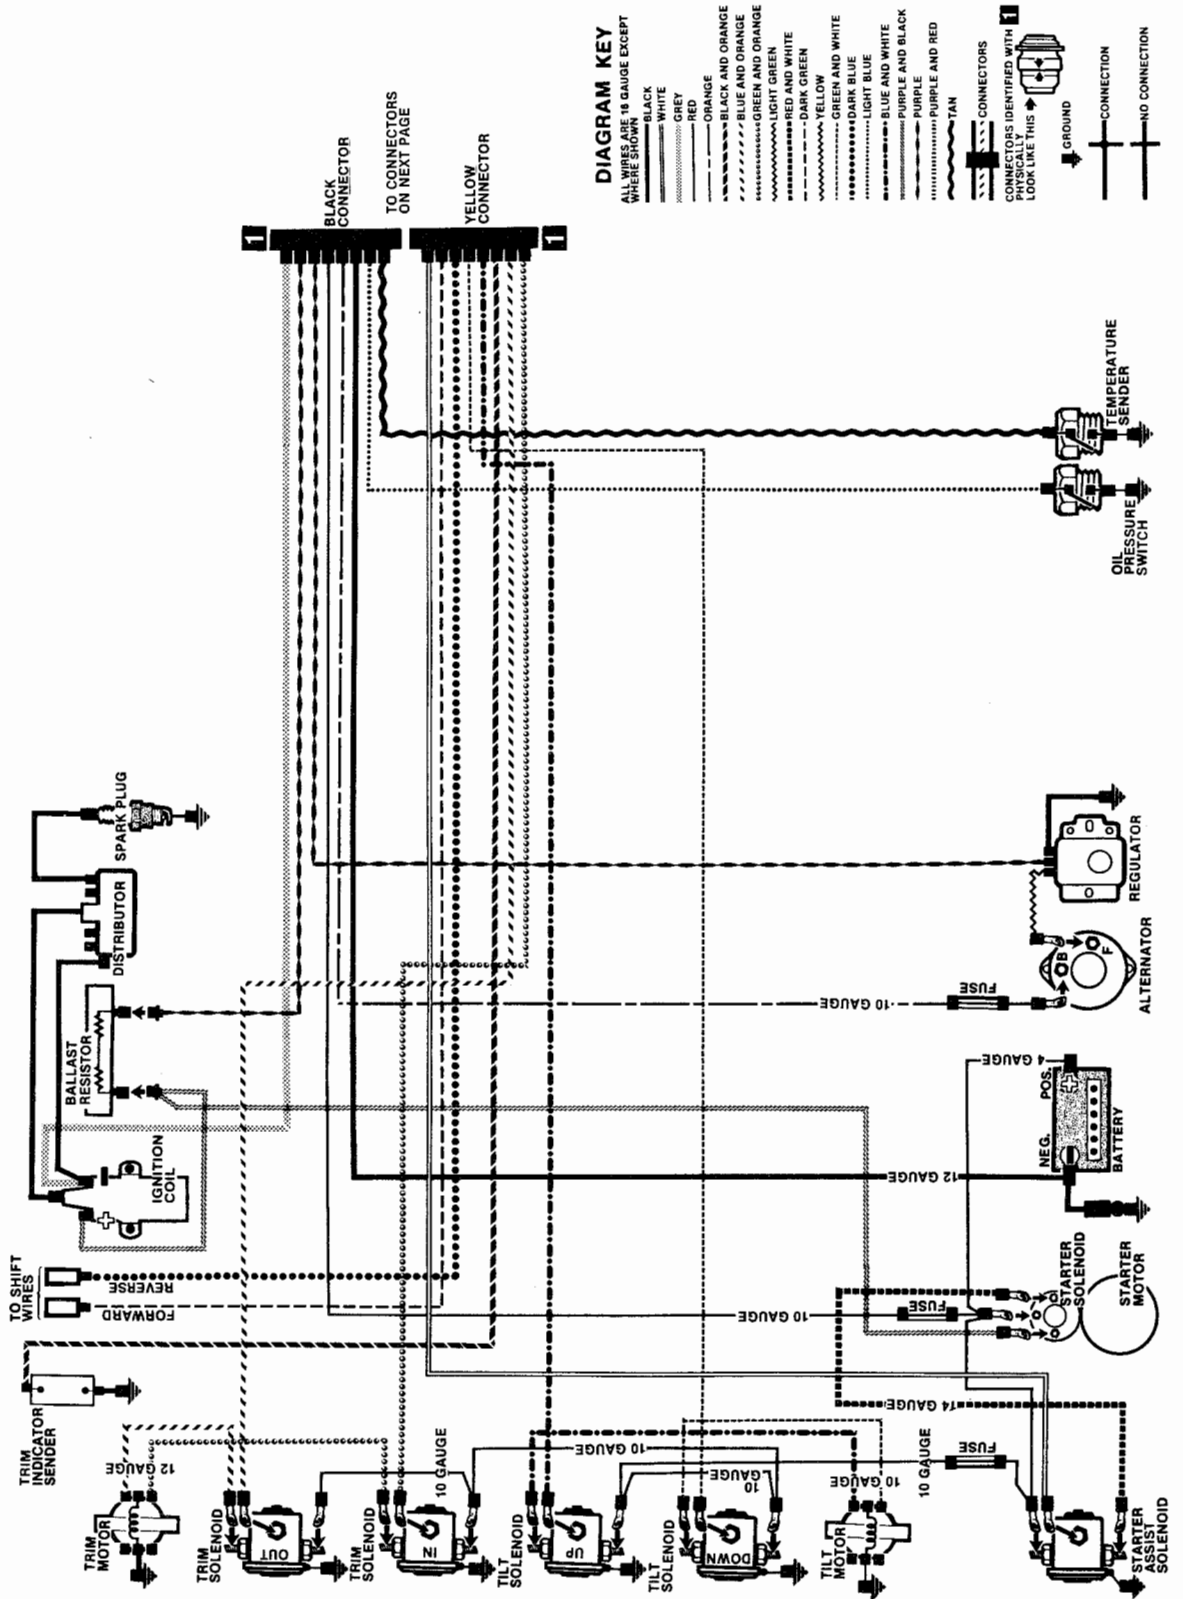 DIAGRAM KEY
ALL WIRES ARE 16 GAUGE EXCEPT
WHERE SHOWN
BLACK
WHITE
GREY
RED
ORANGE
BLACK AND ORANGE
BLUE AND ORANGE
GREEN AND ORANGE
LIGHT GREEN
RED AND WHITE
DARK GREEN
YELLOW
GREEN AND WHITE
DARK BLUE
LIGHT BLUE
BLUE AND WHITE
PURPLE AND BLACK
PURPLE
PURPLE AND RED
TAN
CONNECTORS
CONNECTORS IDENTIFIED WITH 1
PHYSICALLY
LOOK LIKE THIS
GROUND
CONNECTION
NO CONNECTION
1
BLACK
CONNECTOR
TO CONNECTORS
ON NEXT PAGE
YELLOW
CONNECTOR
1
TEMPERATURE
SENDER
OIL
PRESSURE
SWITCH
SPARK PLUG
DISTRIBUTOR
BALLAST
RESISTOR
IGNITION
COIL
REGULATOR
ALTERNATOR
B
F
FUSE
10 GAUGE
4 GAUGE
POS.
NEG.
BATTERY
12 GAUGE
TO SHIFT
WIRES
REVERSE
FORWARD
STARTER
SOLENOID
STARTER
MOTOR
FUSE
10 GAUGE
14 GAUGE
TRIM
INDICATOR
SENDER
12 GAUGE
TRIM
MOTOR
TRIM
SOLENOID
OUT
TRIM
SOLENOID
IN
10 GAUGE
TILT
SOLENOID
UP
10 GAUGE
10
GAUGE
TILT
SOLENOID
DOWN
TILT
MOTOR
10 GAUGE
10 GAUGE
FUSE
STARTER
ASSIST
SOLENOID